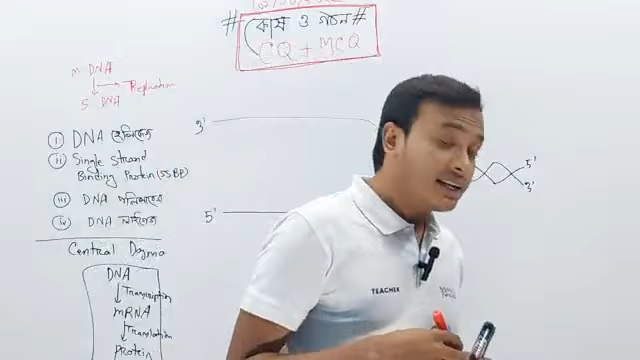 # কোষ ও গঠন #
CQ + MCQ
m DNA
Replication
S DNA
i DNA হেলিকেজ
ii Single Strand
Binding Protein (SSBP)
iii DNA পলিমারেজ
iv DNA লাইগেজ
Central Dogma
DNA
Transcription
mRNA
Translation
Protein
3'
5'
5'
3'
TEACHER